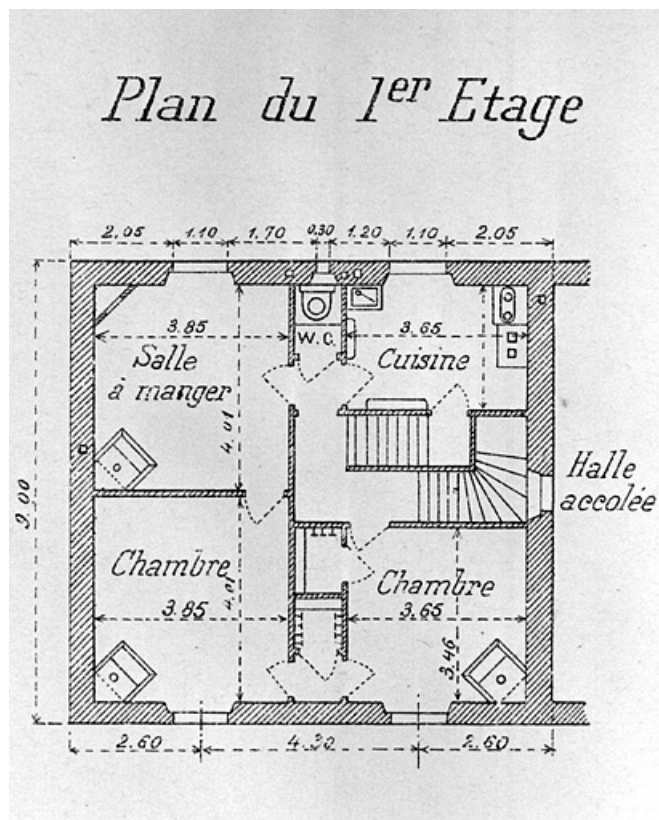 Plan du 1er Etage
2.05 1.10 1.70 0.30 1.20 1.10 2.05
3.85
W.C.
3.65
Salle
à manger
Cuisine
4.01
9.00
Halle
accolée
Chambre
4.01
Chambre
3.85
3.65
3.46
2.60 4.30 2.60